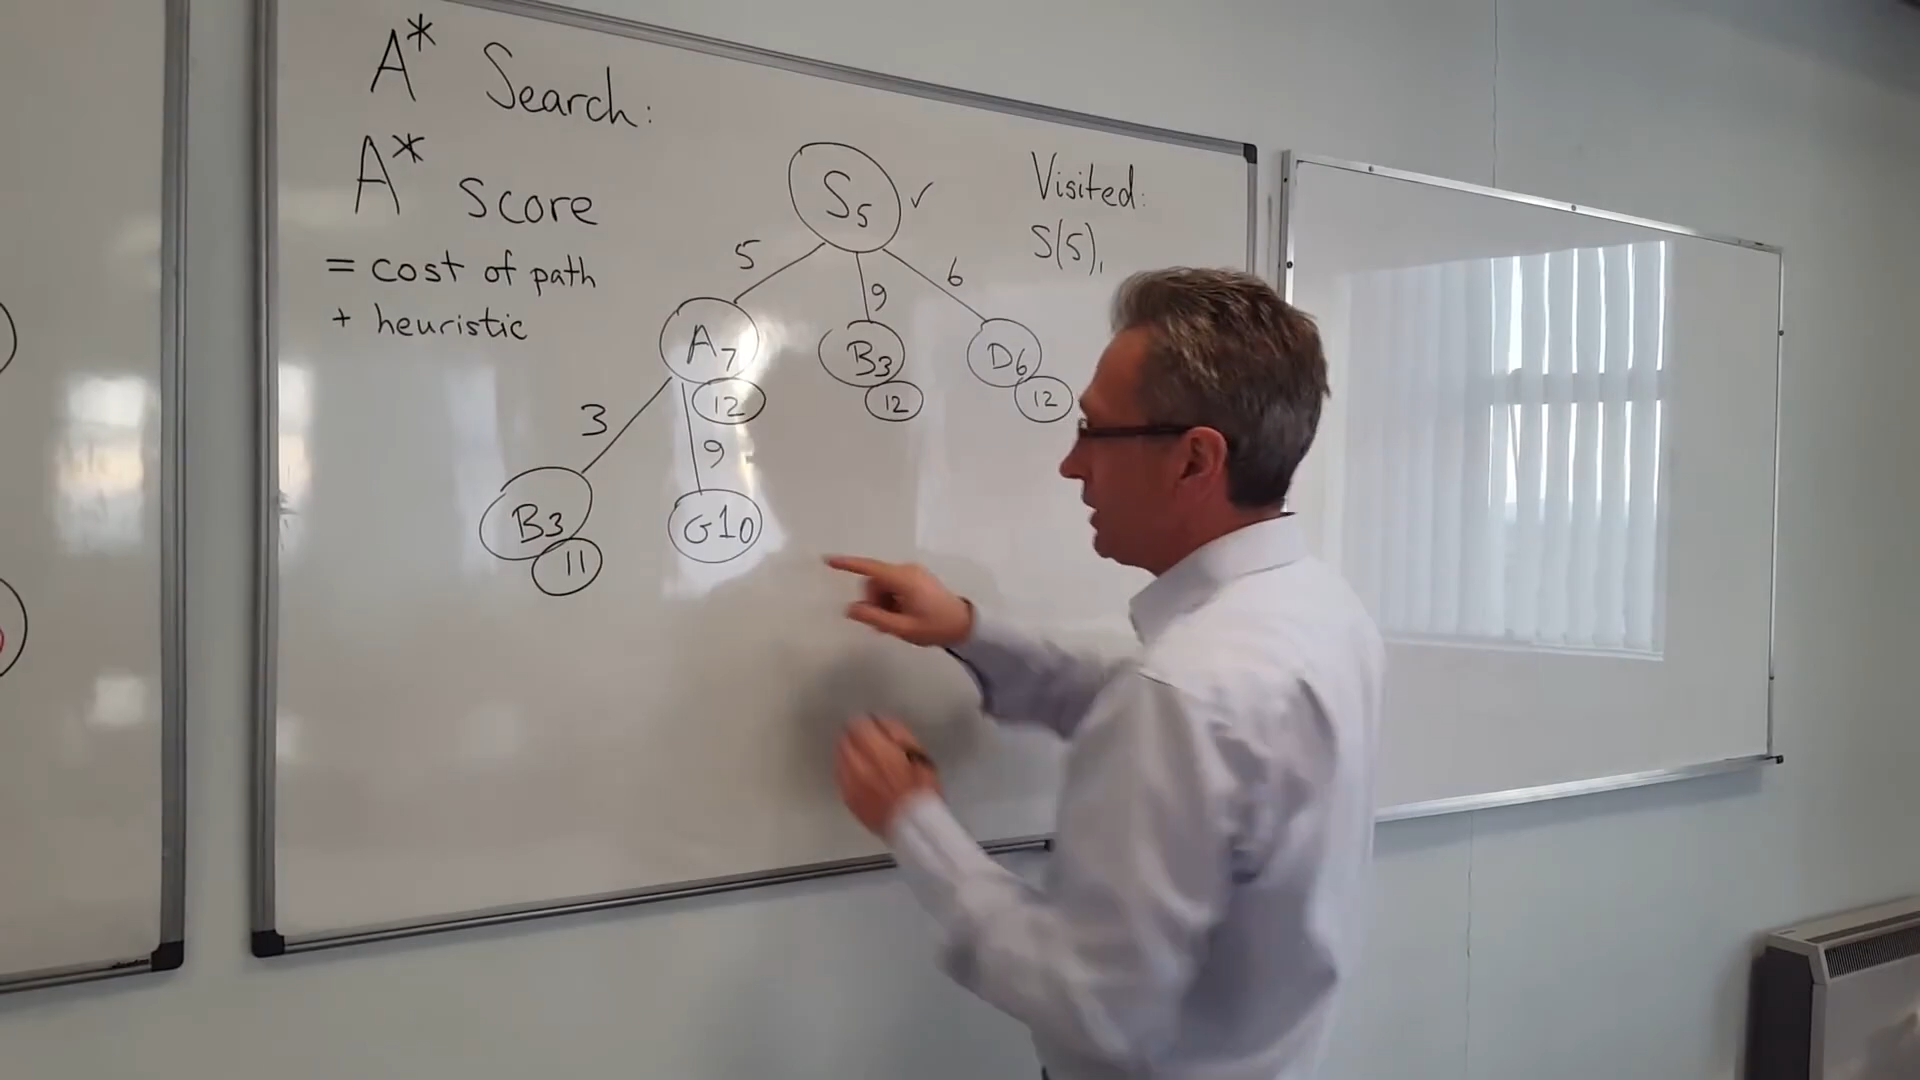 A* Search:
A* score
= cost of path
+ heuristic
S5 ✓
Visited:
S(5),
5
9
6
A7
B3
D6
12
12
12
3
9
B3
G10
11